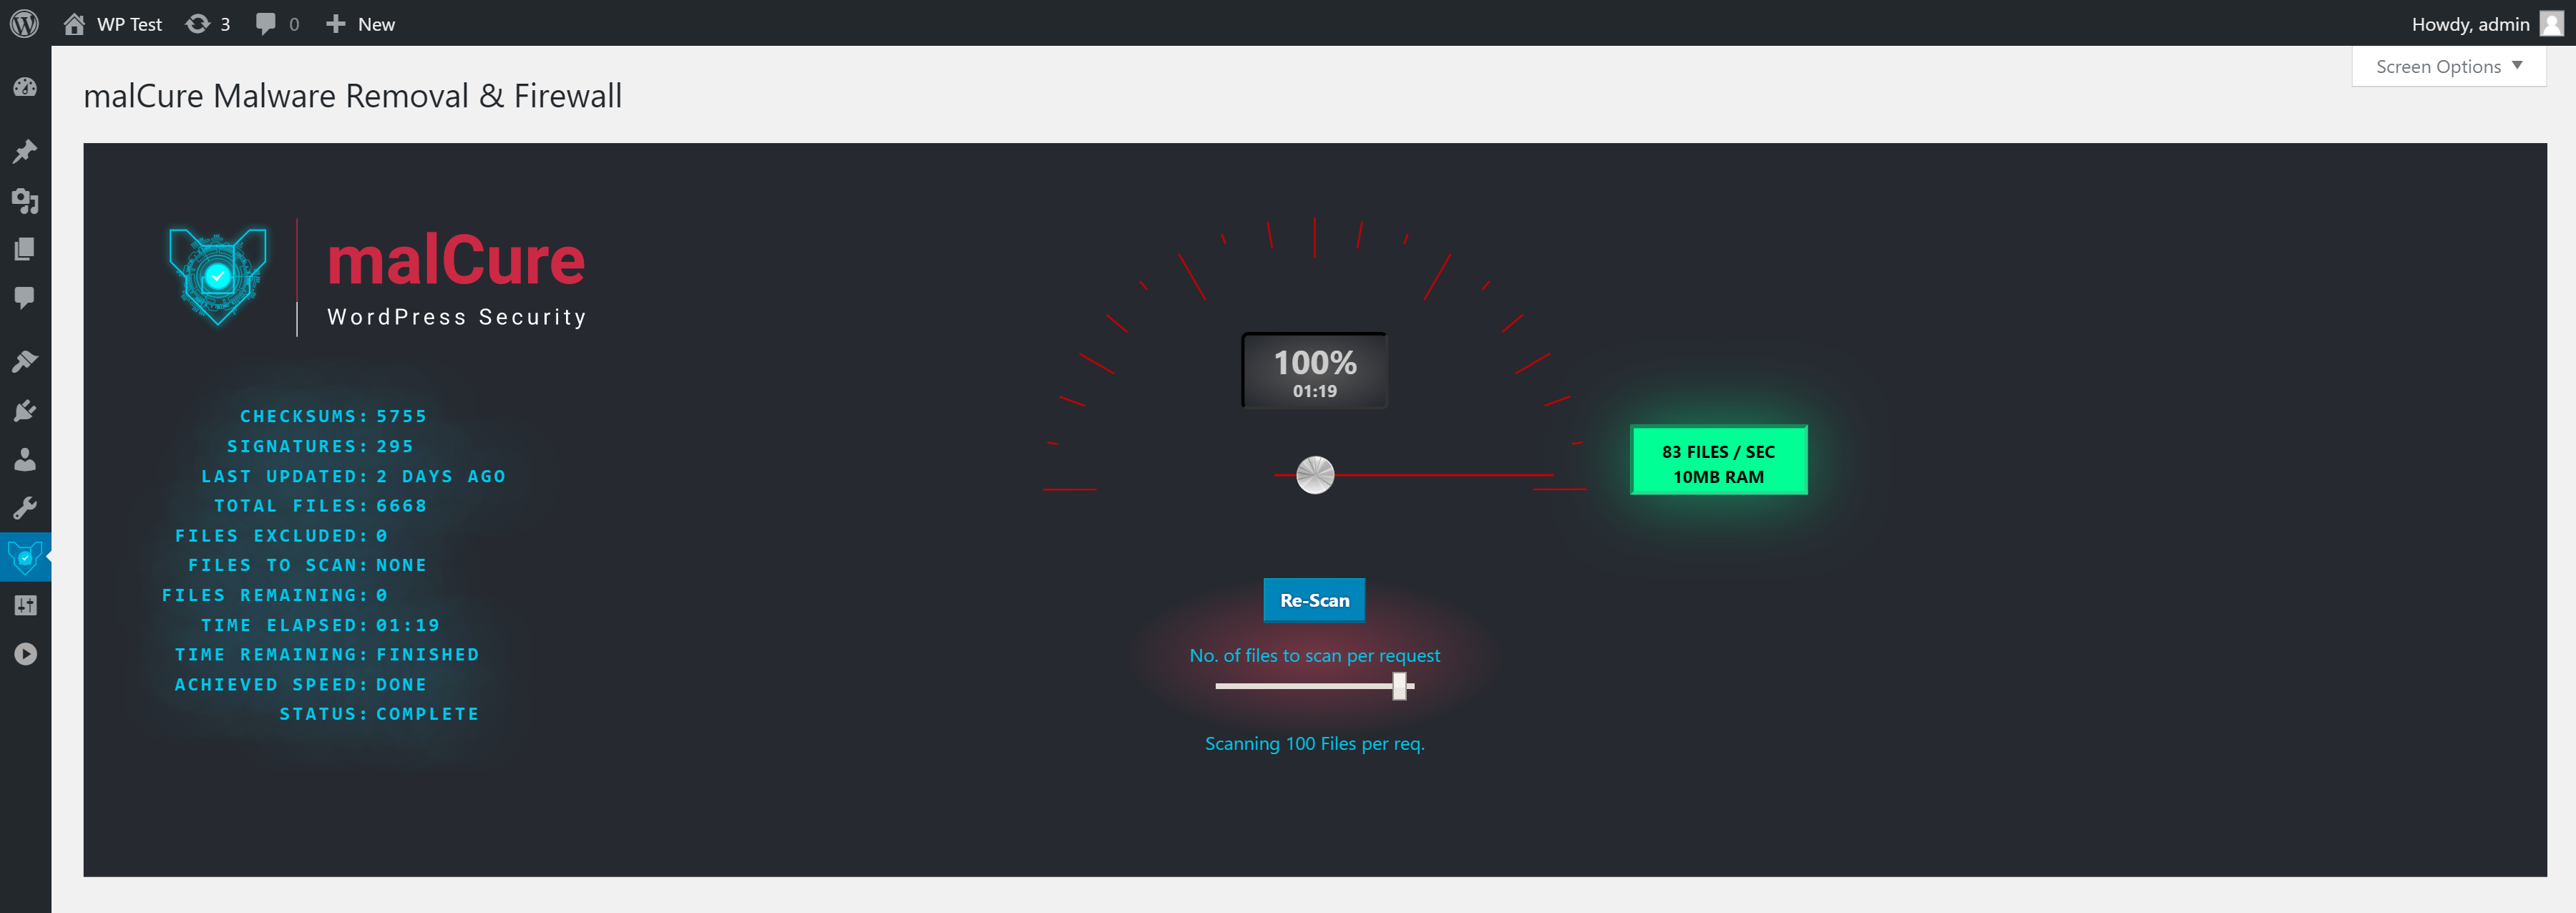 WP Test 3 0 New Howdy, admin
Screen Options
malCure Malware Removal & Firewall
malCure
WordPress Security
CHECKSUMS: 5755
SIGNATURES: 295
LAST UPDATED: 2 DAYS AGO
TOTAL FILES: 6668
FILES EXCLUDED: 0
FILES TO SCAN: NONE
FILES REMAINING: 0
TIME ELAPSED: 01:19
TIME REMAINING: FINISHED
ACHIEVED SPEED: DONE
STATUS: COMPLETE
100%
01:19
83 FILES / SEC
10MB RAM
Re-Scan
No. of files to scan per request
Scanning 100 Files per req.